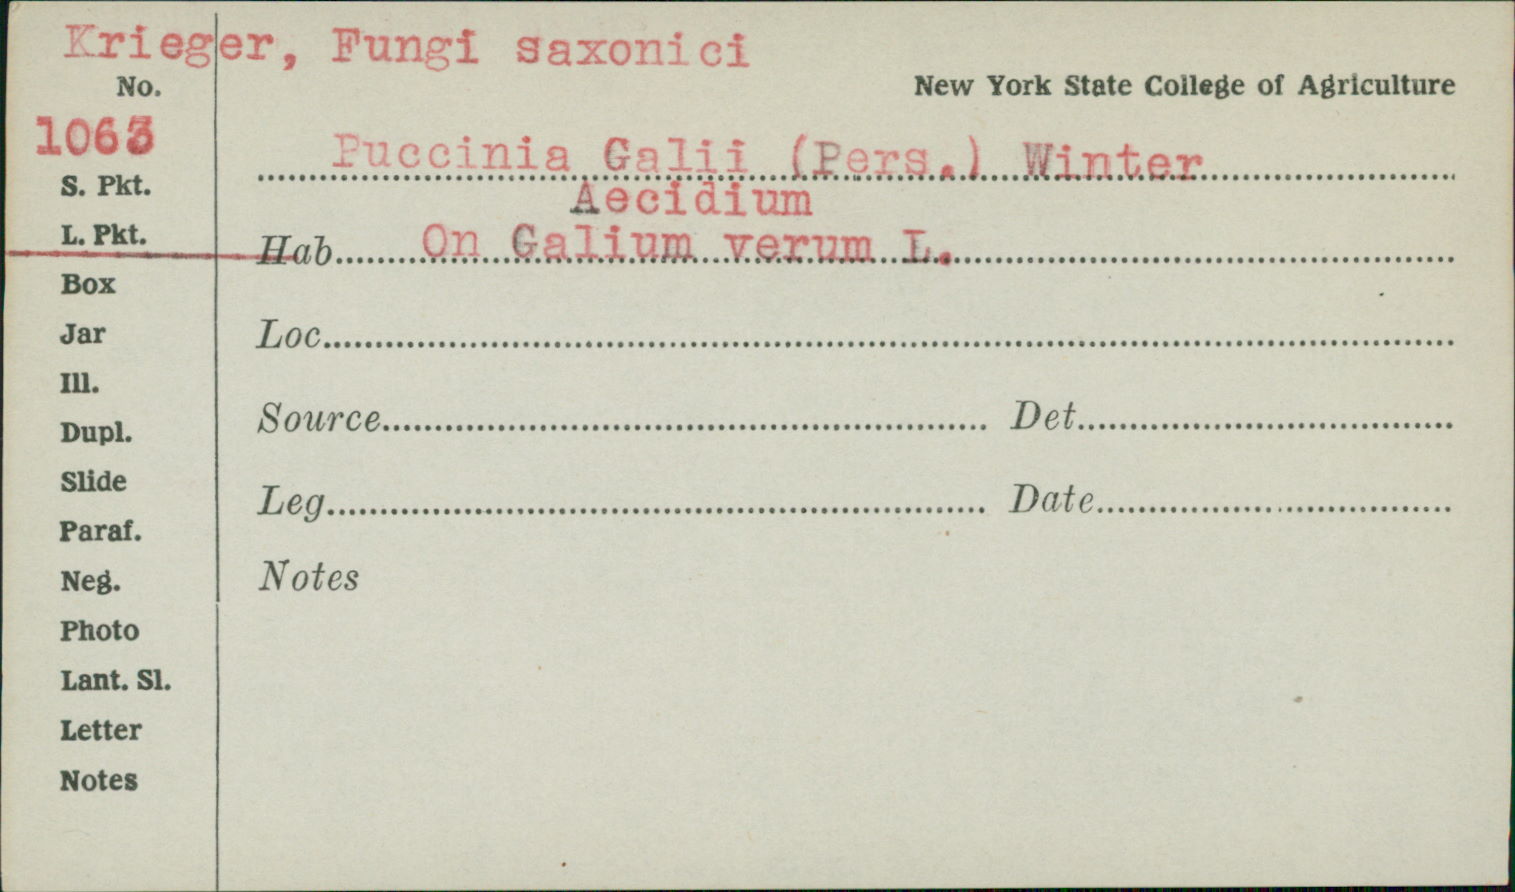 Krieger, Fungi saxonici
No.
New York State College of Agriculture
Puccinia Galii (Pers.) Winter
S. Pkt.
Aecidium
L. Pkt.
Hab. On Galium verum L.
Box
Jar
Loc.
Ill.
Dupl.
Source Det.
Slide
Leg. Date
Paraf.
Neg.
Notes
Photo
Lant. Sl.
Letter
Notes